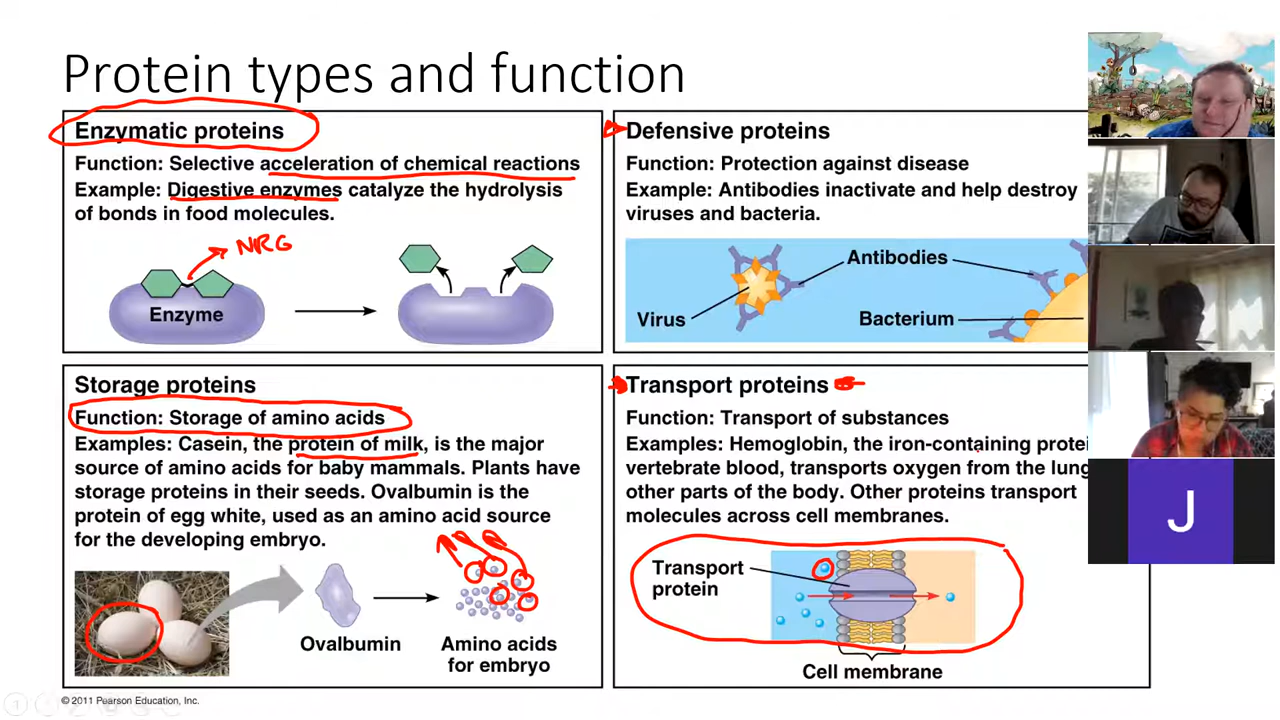 Protein types and function
Enzymatic proteins
Function: Selective acceleration of chemical reactions
Example: Digestive enzymes catalyze the hydrolysis
of bonds in food molecules.
NRG
Enzyme
Defensive proteins
Function: Protection against disease
Example: Antibodies inactivate and help destroy
viruses and bacteria.
Antibodies
Virus
Bacterium
Storage proteins
Function: Storage of amino acids
Examples: Casein, the protein of milk, is the major
source of amino acids for baby mammals. Plants have
storage proteins in their seeds. Ovalbumin is the
protein of egg white, used as an amino acid source
for the developing embryo.
Ovalbumin
Amino acids
for embryo
Transport proteins
Function: Transport of substances
Examples: Hemoglobin, the iron-containing protei
vertebrate blood, transports oxygen from the lung
other parts of the body. Other proteins transport
molecules across cell membranes.
Transport
protein
Cell membrane
© 2011 Pearson Education, Inc.
J